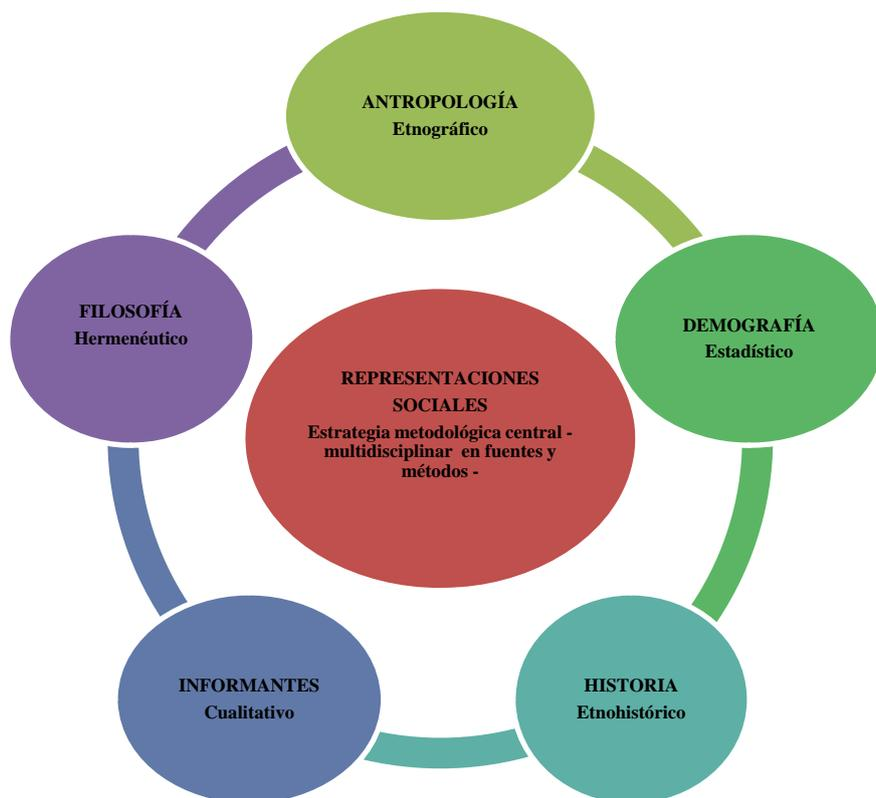 ANTROPOLOGÍA
Etnográfico
FILOSOFÍA
Hermenéutico
DEMOGRAFÍA
Estadístico
REPRESENTACIONES
SOCIALES
Estrategia metodológica central -
multidisciplinar en fuentes y
métodos -
INFORMANTES
Cualitativo
HISTORIA
Etnohistórico